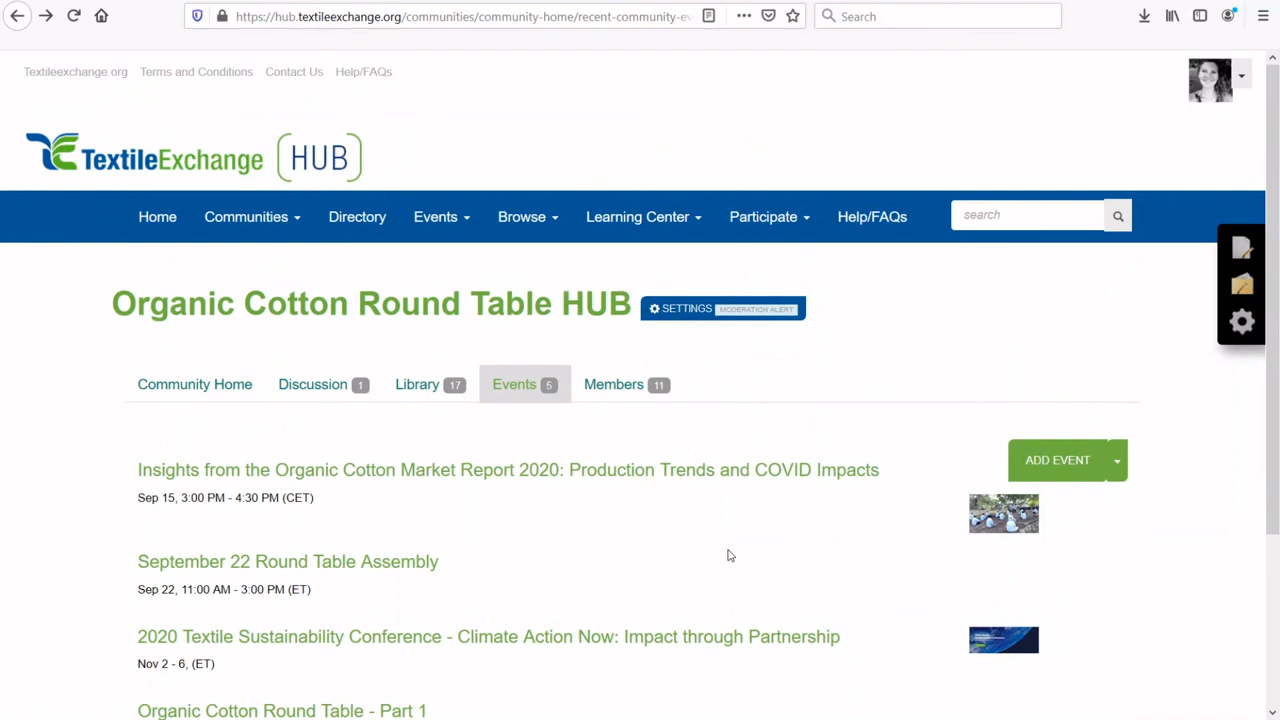 https://hub.textileexchange.org/communities/community-home/recent-community-ev
Search
Textileexchange.org Terms and Conditions Contact Us Help/FAQs
TextileExchange HUB
Home Communities Directory Events Browse Learning Center Participate Help/FAQs search
Organic Cotton Round Table HUB SETTINGS MODERATION ALERT
Community Home Discussion 1 Library 17 Events 5 Members 11
ADD EVENT
Insights from the Organic Cotton Market Report 2020: Production Trends and COVID Impacts
Sep 15, 3:00 PM - 4:30 PM (CET)
September 22 Round Table Assembly
Sep 22, 11:00 AM - 3:00 PM (ET)
2020 Textile Sustainability Conference - Climate Action Now: Impact through Partnership
Nov 2 - 6, (ET)
Organic Cotton Round Table - Part 1